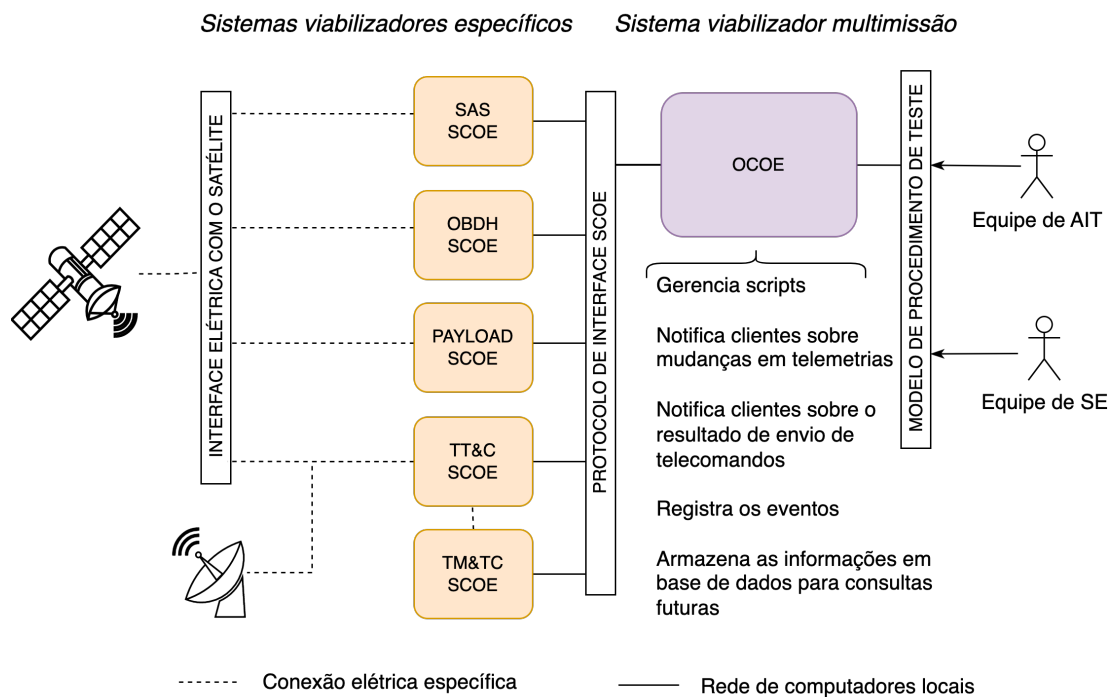 Sistemas viabilizadores específicos
Sistema viabilizador multimissão
INTERFACE ELÉTRICA COM O SATÉLITE
SAS
SCOE
OBDH
SCOE
PAYLOAD
SCOE
TT&C
SCOE
TM&TC
SCOE
PROTOCOLO DE INTERFACE SCOE
OCOE
Gerencia scripts
Notifica clientes sobre
mudanças em telemetrias
Notifica clientes sobre o
resultado de envio de
telecomandos
Registra os eventos
Armazena as informações em
base de dados para consultas
futuras
MODELO DE PROCEDIMENTO DE TESTE
Equipe de AIT
Equipe de SE
Conexão elétrica específica
Rede de computadores locais